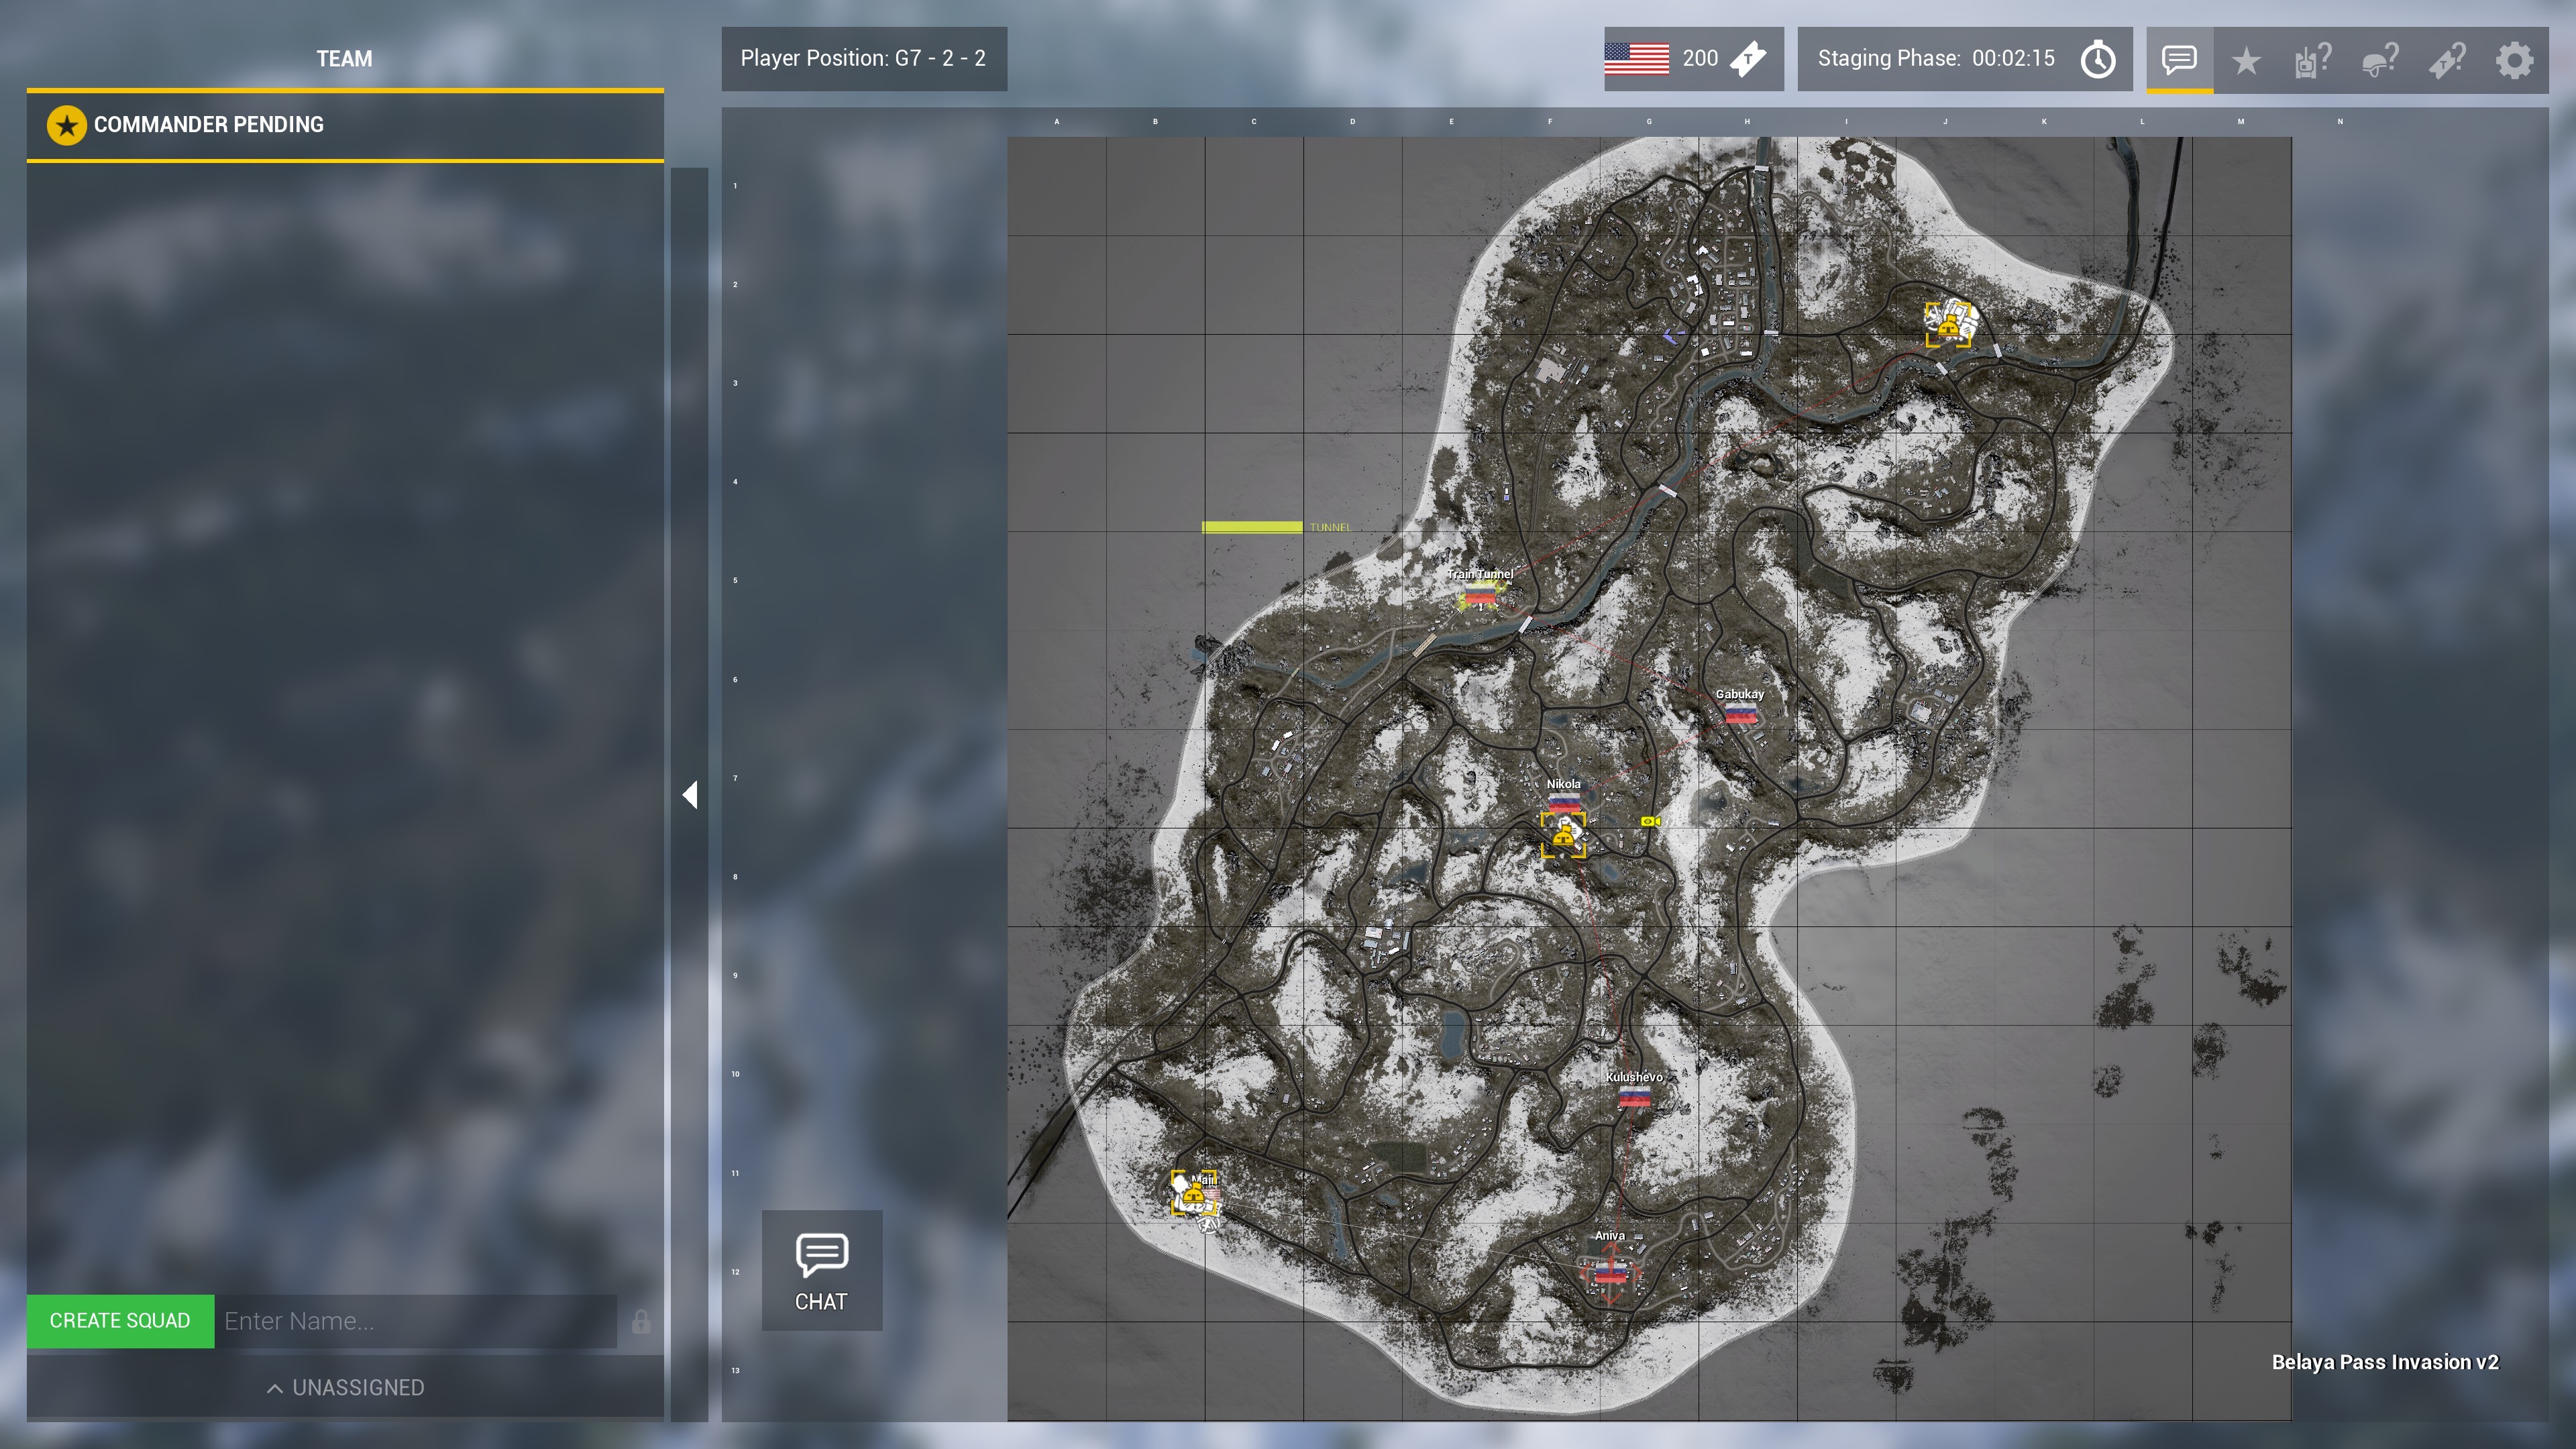 TEAM
Player Position: G7 - 2 - 2
200
T
Staging Phase: 00:02:15
? ? ?
COMMANDER PENDING
A B C D E F G H I J K L M N
1
2
3
4
TUNNEL
5
Train Tunnel
6
Gabukay
7
Nikola
8
9
10
Kulushevo
11
Main
Aniva
12
CHAT
CREATE SQUAD
Enter Name...
Belaya Pass Invasion v2
13
UNASSIGNED